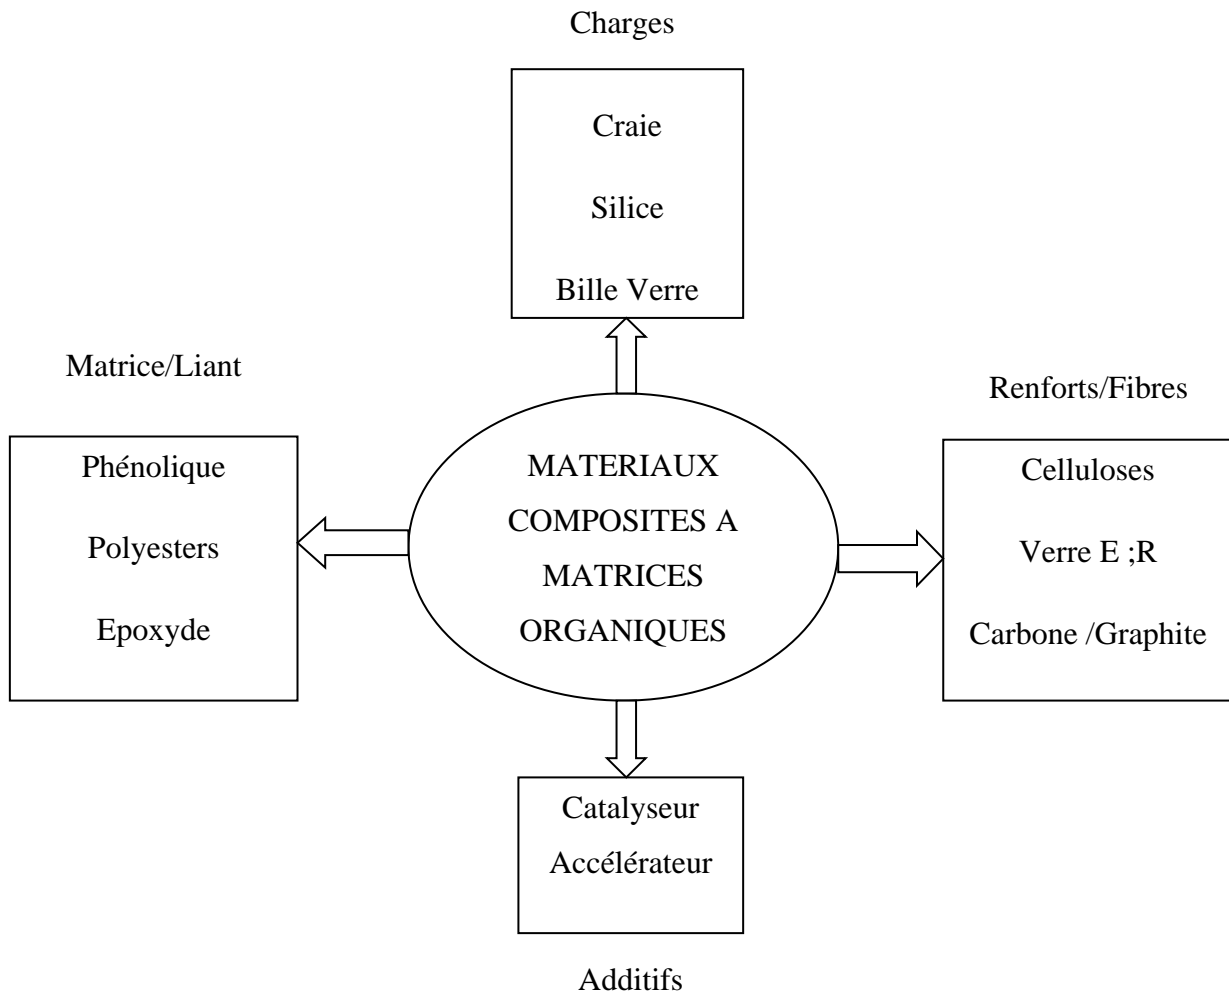 Charges
Craie
Silice
Bille Verre
Matrice/Liant
Phénolique
Polyesters
Epoxyde
MATERIAUX
COMPOSITES A
MATRICES
ORGANIQUES
Renforts/Fibres
Celluloses
Verre E ;R
Carbone /Graphite
Catalyseur
Accélérateur
Additifs